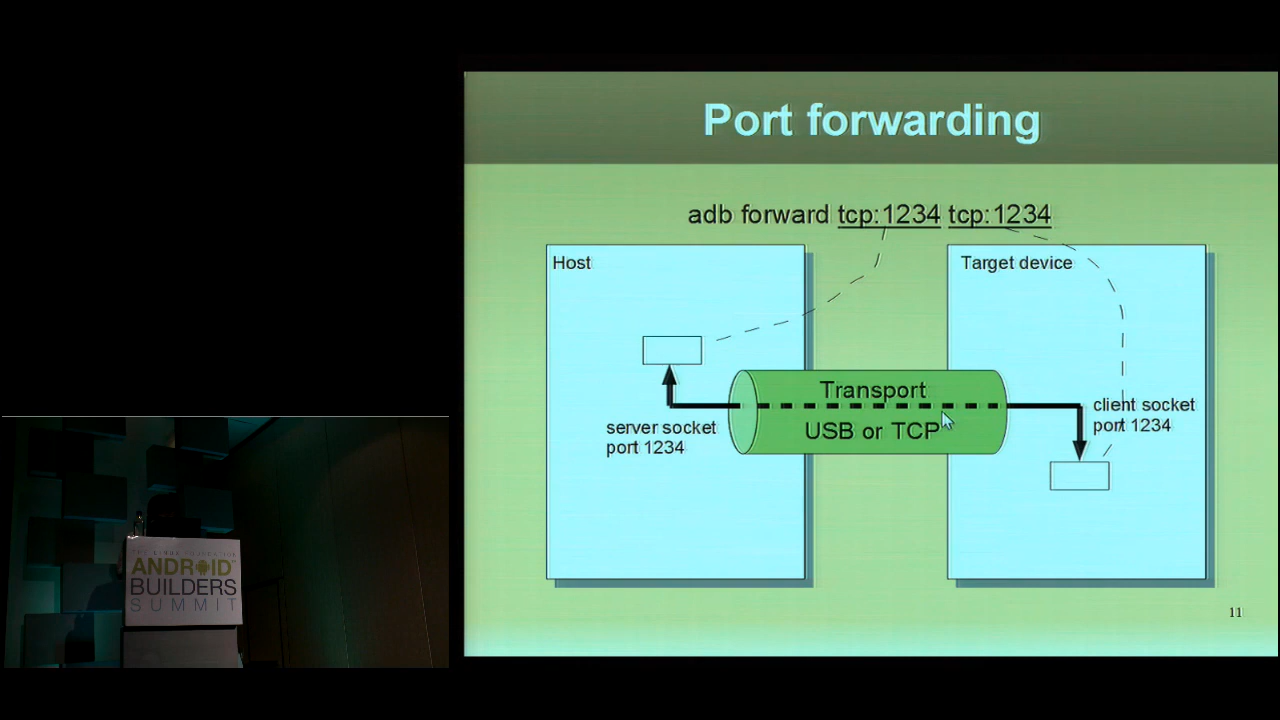 Port forwarding
adb forward tcp:1234 tcp:1234
Host
Target device
Transport
USB or TCP
server socket
port 1234
client socket
port 1234
11
THE LINUX FOUNDATION
ANDROID
BUILDERS
SUMMIT